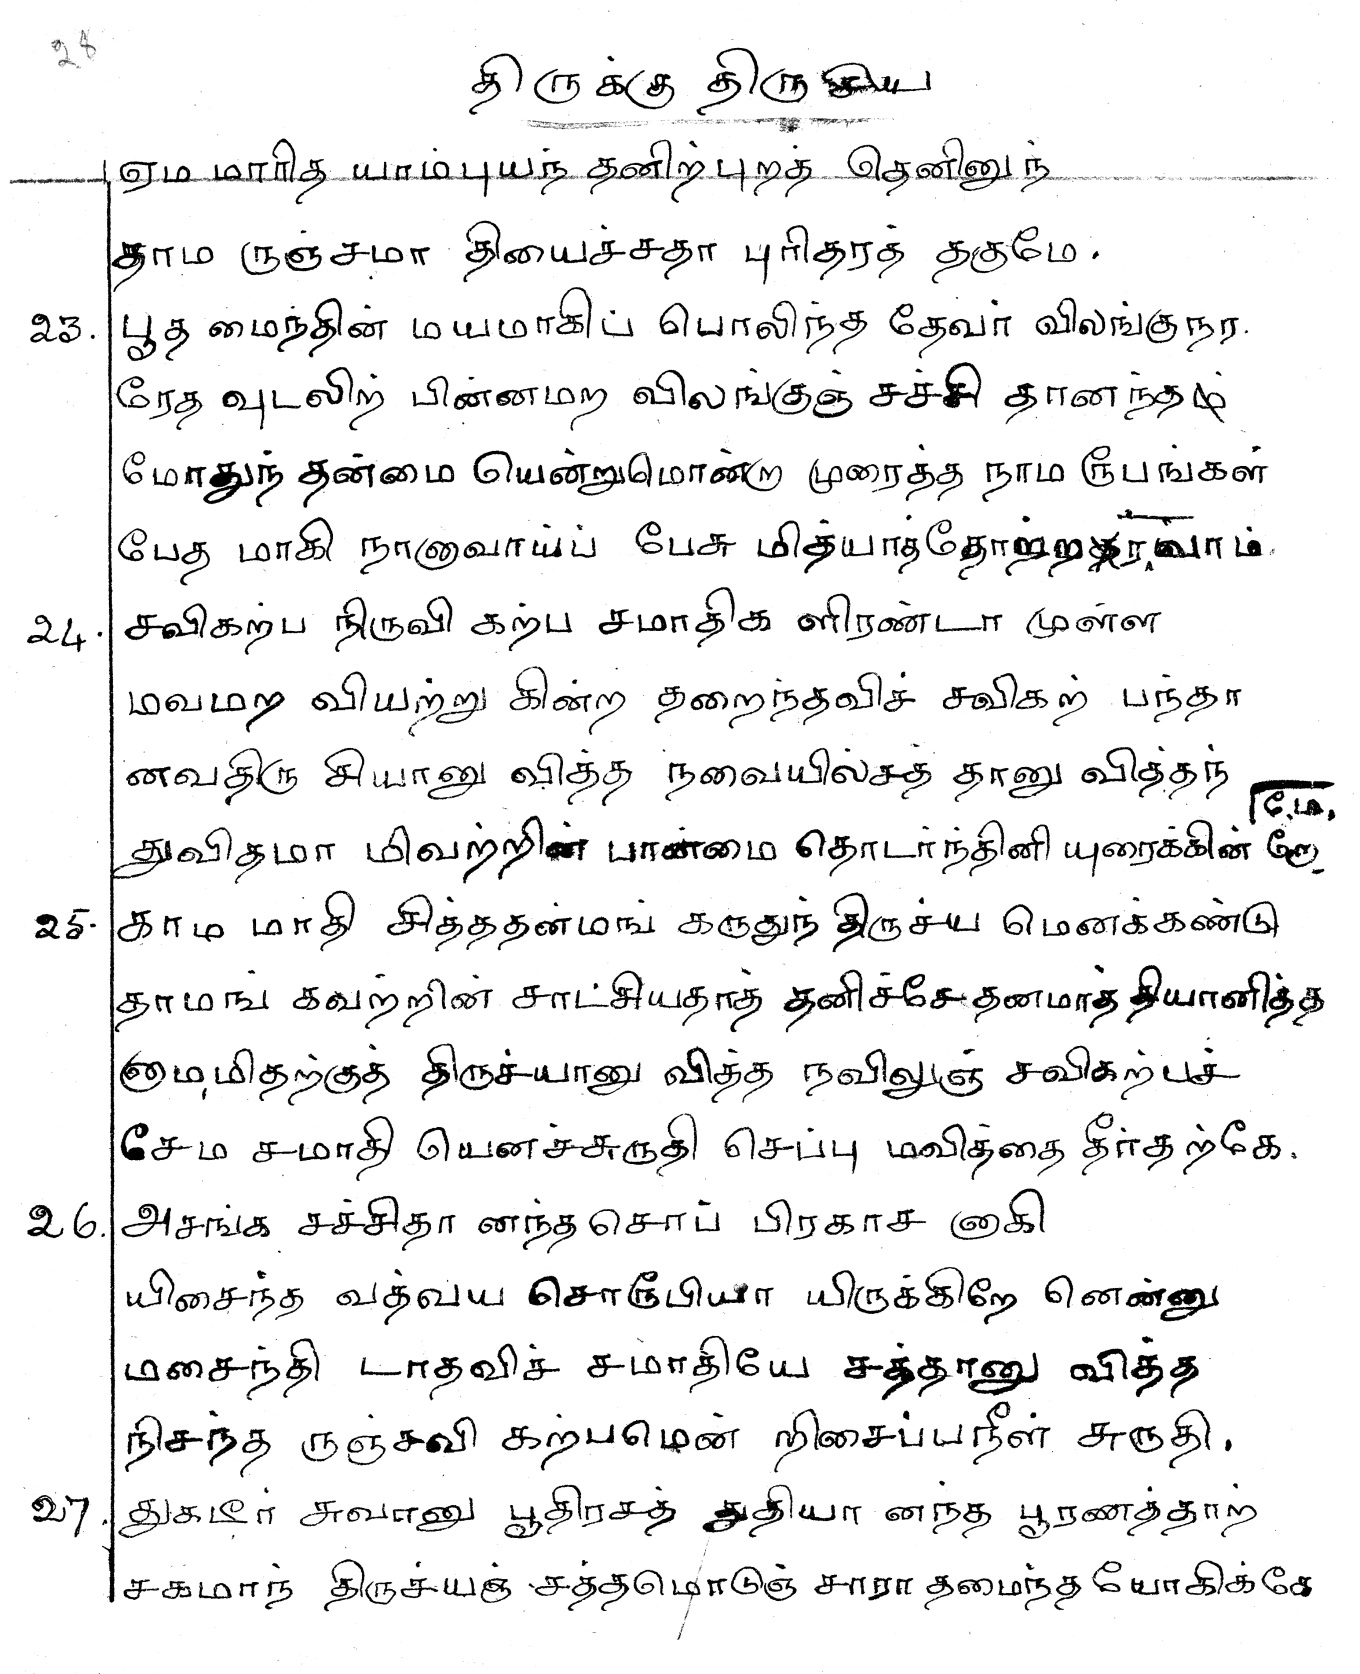 28
திருக்கு திருசிய
ஏம மாரித யாம்புயந் தனிற்புறத் தெனினுந்
தாம ருஞ்சமா தியைச்சதா புரிதரத் தகுமே.
23. பூத மைந்தின் மயமாகிப் பொலிந்த தேவர் விலங்குநர
ரேத வுடலிற் பின்னமற விலங்குஞ் சச்சி தானந்தம்
மோதுந் தன்மை யென்றுமொன்று முரைத்த நாம ரூபங்கள்
பேத மாகி நானாவாய்ப் பேசு மித்யாத்தோற்றதரவாம்.
24. சவிகற்ப நிருவி கற்ப சமாதிக ளிரண்டா முள்ள
மவமற வியற்று கின்ற தறைந்தவிச் சவிகற் பந்தா
னவதிரு சியானு வித்த நவையில்சத் தானு வித்தந்
துவிதமா மிவற்றின் பான்மை தொடர்ந்தினி யுரைக்கின் றேமே.
25. காம மாதி சித்ததன்மங் கருதுந் திருச்ய மெனக்கண்டு
தாமங் கவற்றின் சாட்சியதாத் தனிச்சேதனமாத் தியானித்த
லாமமிதற்குத் திருச்யானு வித்த நவிலுஞ் சவிகற்பச்
சேம சமாதி யெனச்சுருதி செப்பு மவித்தை தீர்தற்கே.
26. அசங்க சச்சிதா னந்தசொப் பிரகாச னாகி
யிசைந்த வத்வய சொரூபியா யிருக்கிறே னென்னு
மசைந்தி டாதவிச் சமாதியே சத்தானு வித்த
நிசந்த ருஞ்சவி கற்பமென் றிசைப்பநீள் சுருதி.
27. துகடீர் சுவானு பூதிரசத் துதியா னந்த பூரணத்தாற்
சகமாந் திருச்யஞ் சத்தமொடுஞ் சாரா தமைந்த யோகிக்கே